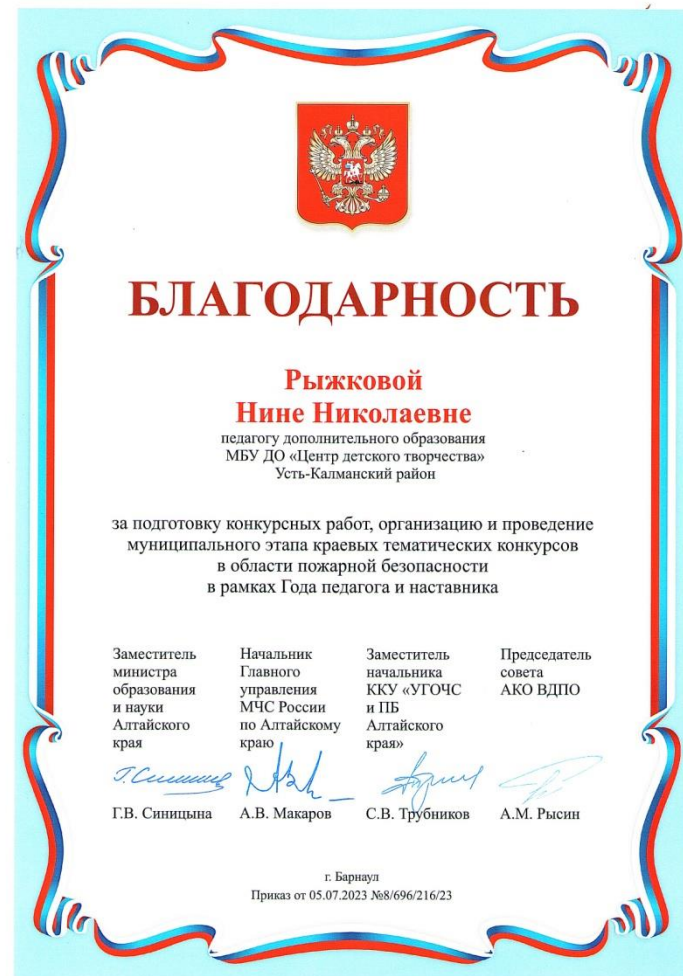 БЛАГОДАРНОСТЬ
Рыжковой
Нине Николаевне
педагогу дополнительного образования
МБУ ДО «Центр детского творчества»
Усть-Калманский район
за подготовку конкурсных работ, организацию и проведение
муниципального этапа краевых тематических конкурсов
в области пожарной безопасности
в рамках Года педагога и наставника
Заместитель
министра
образования
и науки
Алтайского
края
Г.В. Синицына
Начальник
Главного
управления
МЧС России
по Алтайскому
краю
А.В. Макаров
Заместитель
начальника
ККУ «УГОЧС
и ПБ
Алтайского
края»
С.В. Трубников
Председатель
совета
АКО ВДПО
А.М. Рысин
г. Барнаул
Приказ от 05.07.2023 №8/696/216/23